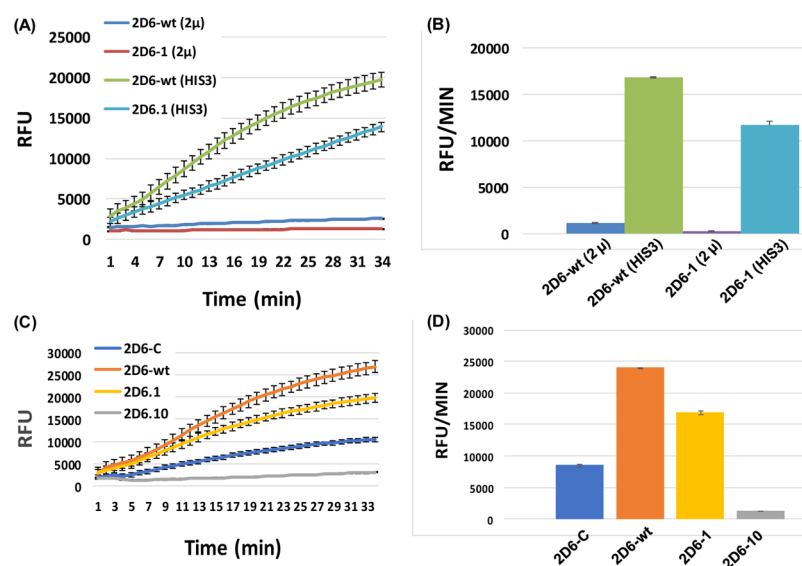 (A)
2D6-wt (2μ)
2D6-1 (2μ)
2D6-wt (HIS3)
2D6.1 (HIS3)
RFU
25000
20000
15000
10000
5000
0
1 4 7 10 13 16 19 22 25 28 31 34
Time (min)
(B)
RFU/MIN
20000
15000
10000
5000
0
2D6-wt (2 μ)
2D6-wt (HIS3)
2D6-1 (2 μ)
2D6-1 (HIS3)
(C)
2D6-C
2D6-wt
2D6.1
2D6.10
RFU
30000
25000
20000
15000
10000
5000
0
1 3 5 7 9 11 13 15 17 19 21 23 25 27 29 31 33
Time (min)
(D)
RFU/MIN
30000
25000
20000
15000
10000
5000
0
2D6-C
2D6-wt
2D6-1
2D6-10